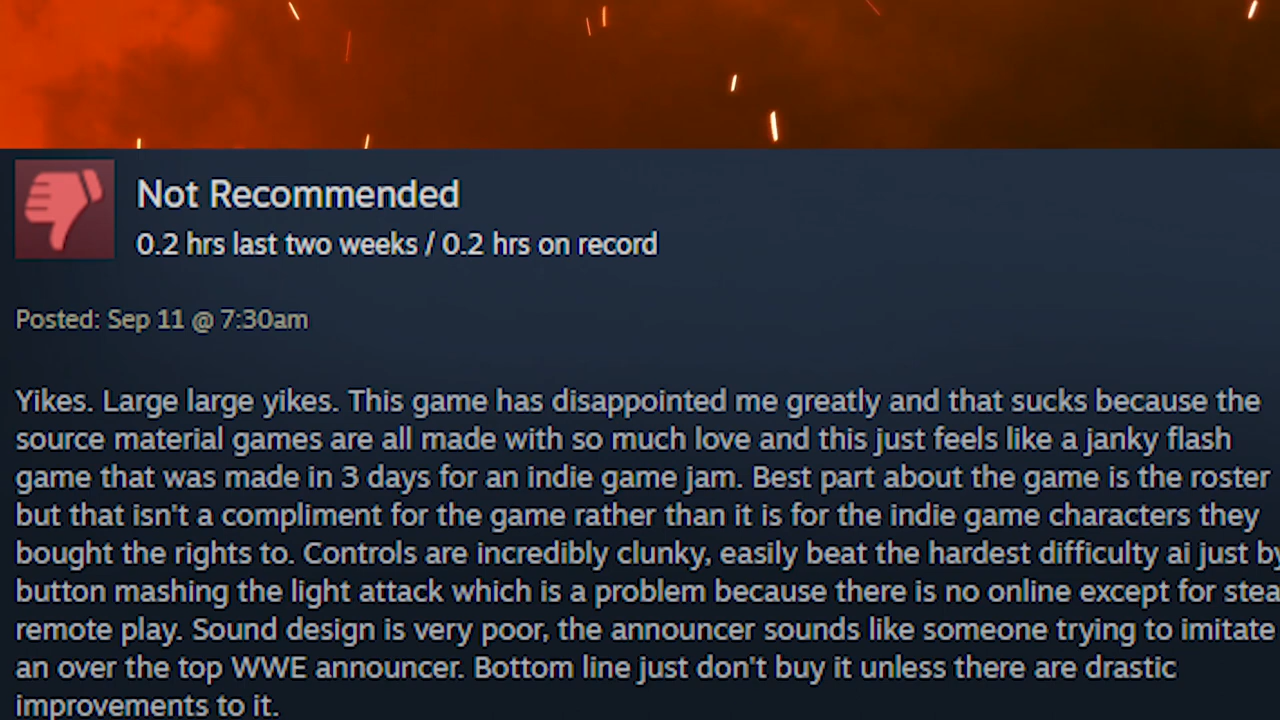 Not Recommended
0.2 hrs last two weeks / 0.2 hrs on record
Posted: Sep 11 @ 7:30am
Yikes. Large large yikes. This game has disappointed me greatly and that sucks because the
source material games are all made with so much love and this just feels like a janky flash
game that was made in 3 days for an indie game jam. Best part about the game is the roster
but that isn't a compliment for the game rather than it is for the indie game characters they
bought the rights to. Controls are incredibly clunky, easily beat the hardest difficulty ai just by
button mashing the light attack which is a problem because there is no online except for stea
remote play. Sound design is very poor, the announcer sounds like someone trying to imitate
an over the top WWE announcer. Bottom line just don't buy it unless there are drastic
improvements to it.